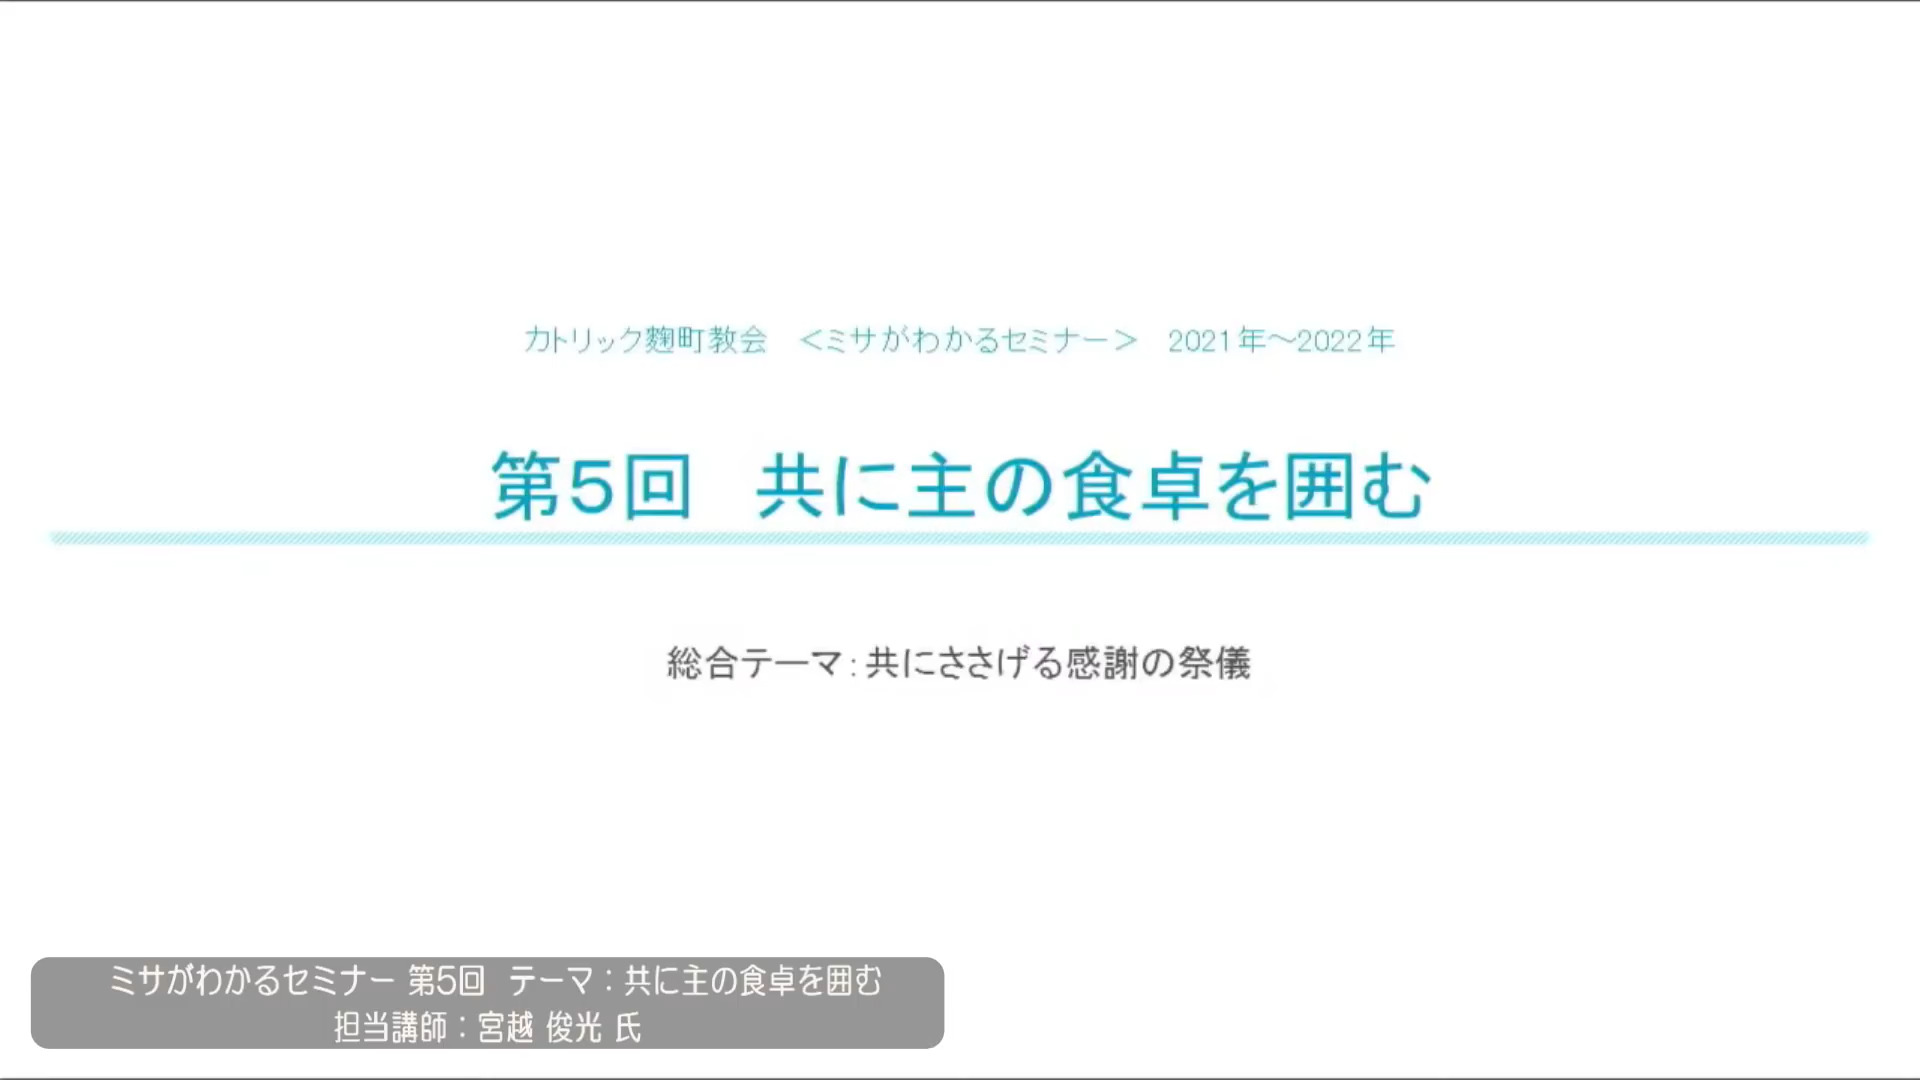 カトリック麹町教会　＜ミサがわかるセミナー＞　2021年～2022年
第5回　共に主の食卓を囲む
総合テーマ：共にささげる感謝の祭儀
ミサがわかるセミナー 第5回　テーマ：共に主の食卓を囲む
担当講師：宮越 俊光 氏